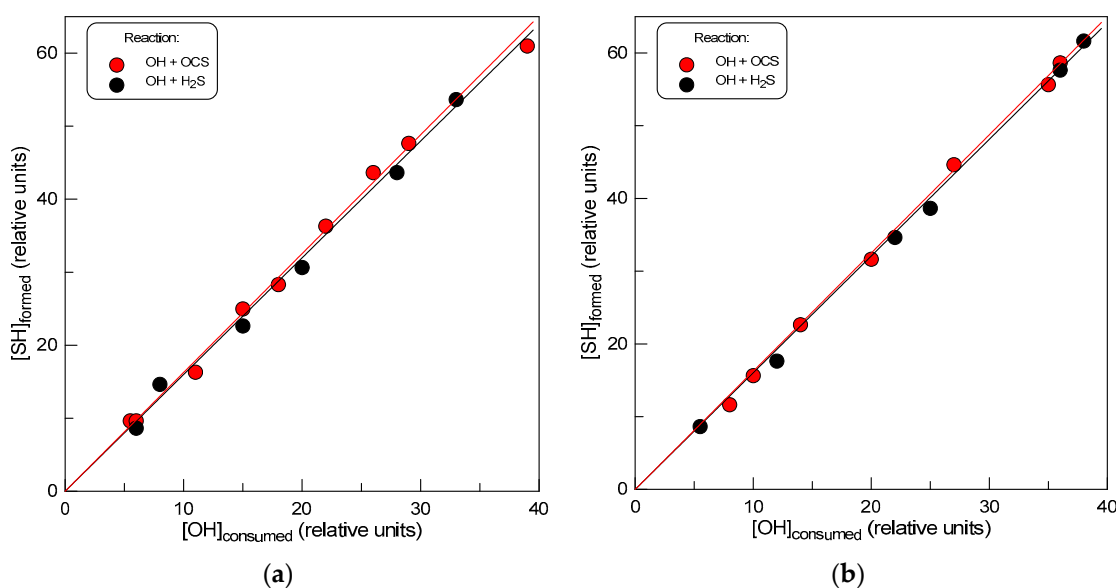 Reaction:
OH + OCS
OH + H₂S
60
40
20
0
[SH]formed (relative units)
0 10 20 30 40
[OH]consumed (relative units)
(a)
Reaction:
OH + OCS
OH + H₂S
60
40
20
0
[SH]formed (relative units)
0 10 20 30 40
[OH]consumed (relative units)
(b)